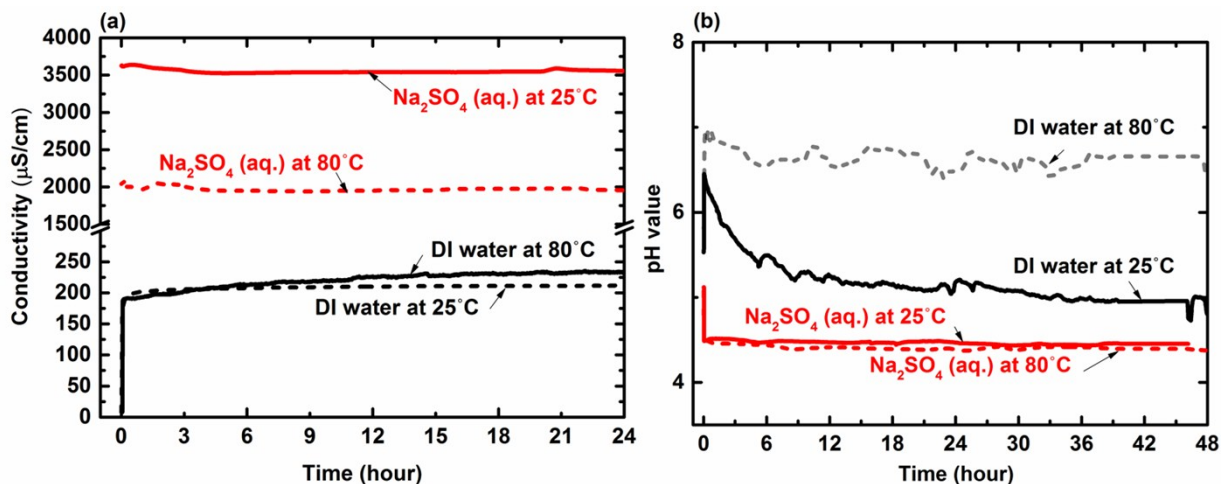 (a)
4000
3500
3000
2500
2000
1500
250
200
150
100
50
0
Conductivity (μS/cm)
Na₂SO₄ (aq.) at 25°C
Na₂SO₄ (aq.) at 80°C
DI water at 80°C
DI water at 25°C
0 3 6 9 12 15 18 21 24
Time (hour)
(b)
8
6
4
pH value
DI water at 80°C
DI water at 25°C
Na₂SO₄ (aq.) at 25°C
Na₂SO₄ (aq.) at 80°C
0 6 12 18 24 30 36 42 48
Time (hour)